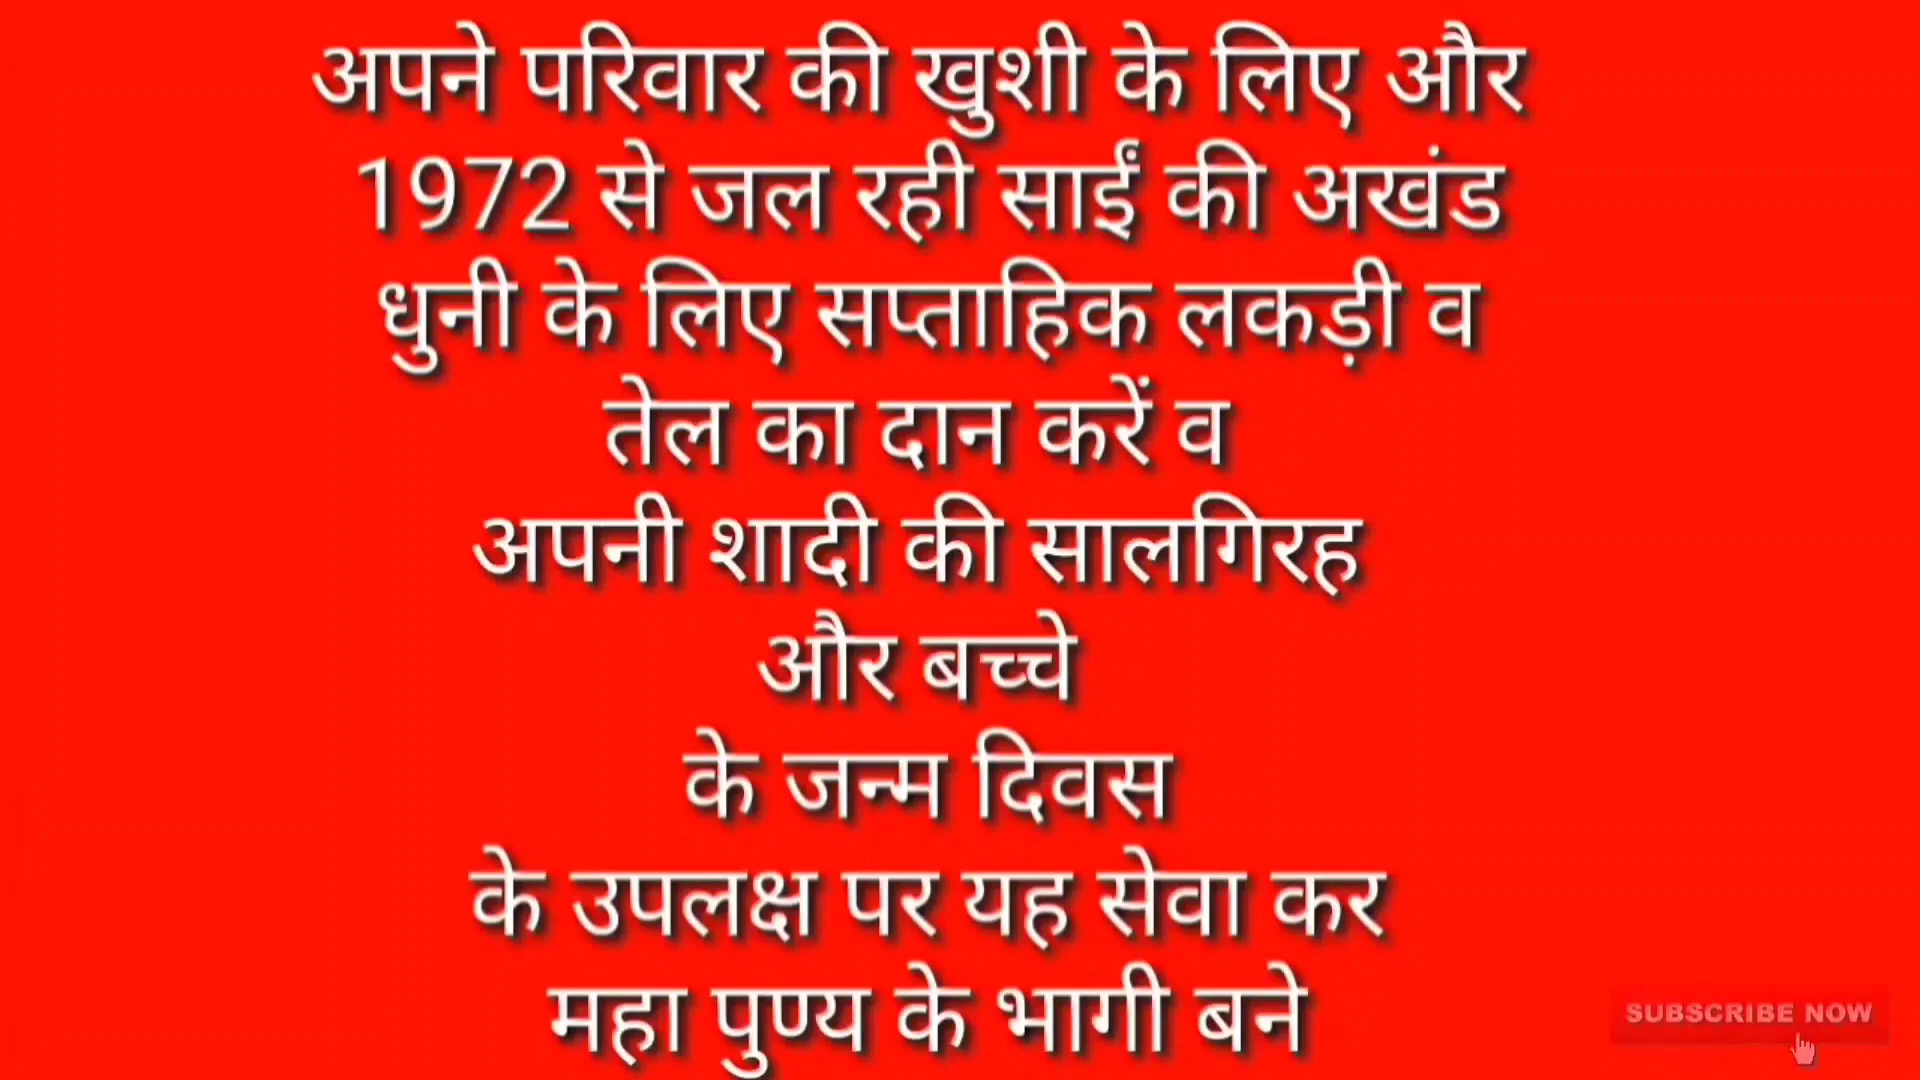 अपने परिवार की खुशी के लिए और
1972 से जल रही साईं की अखंड
धुनी के लिए सप्ताहिक लकड़ी व
तेल का दान करें व
अपनी शादी की सालगिरह
और बच्चे
के जन्म दिवस
के उपलक्ष पर यह सेवा कर
महा पुण्य के भागी बने
SUBSCRIBE NOW